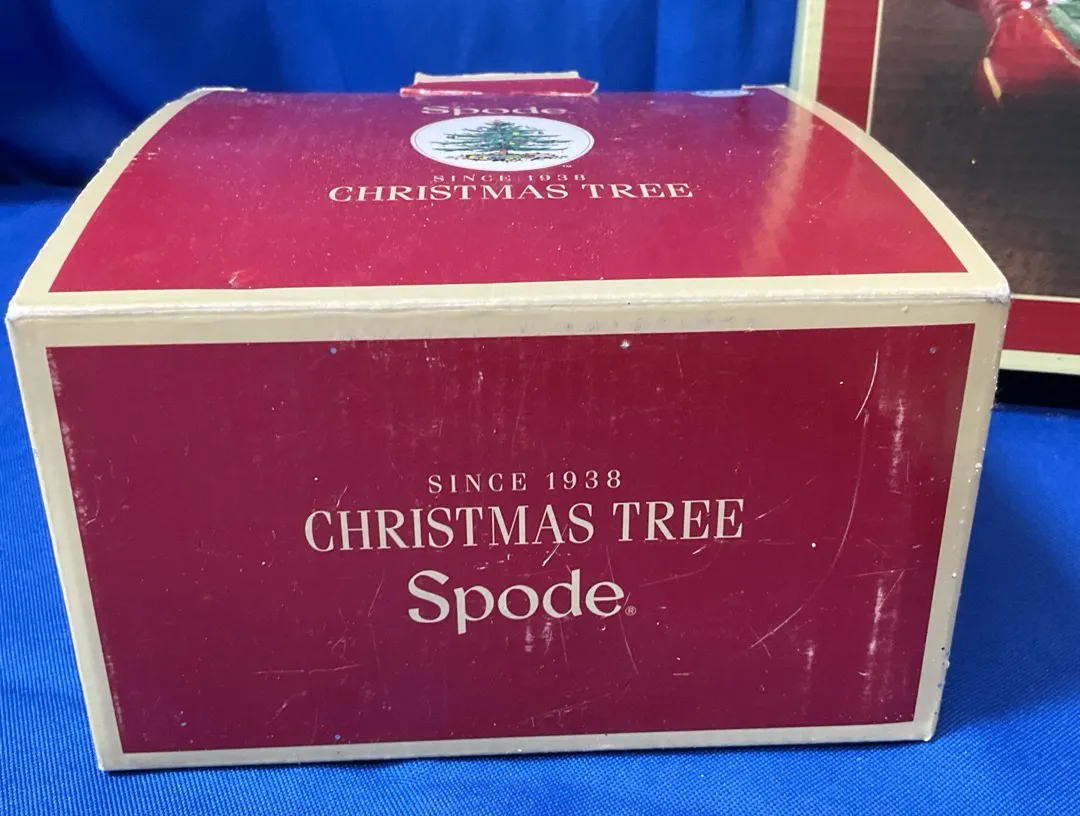 Spode
SINCE 1938
CHRISTMAS TREE
SINCE 1938
CHRISTMAS TREE
Spode®